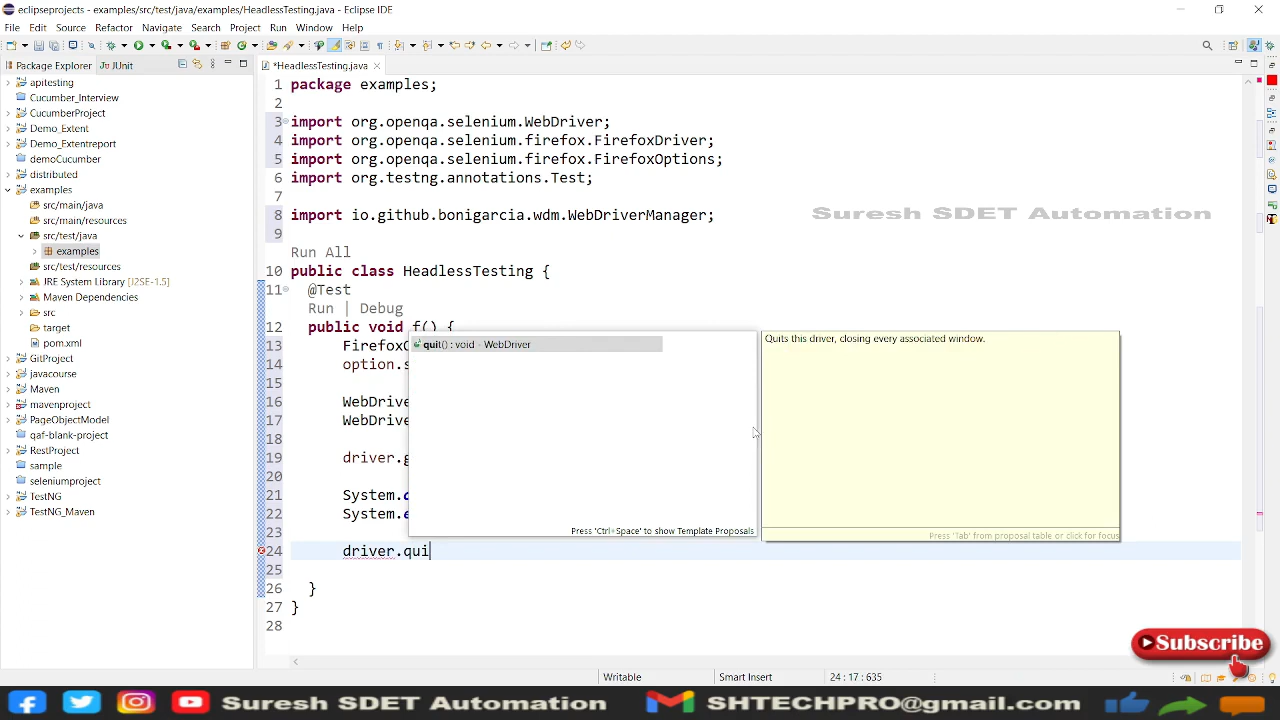 eclipseprojects - examples/src/test/java/examples/HeadlessTesting.java - Eclipse IDE
File Edit Source Refactor Navigate Search Project Run Window Help
Package Explorer JUnit
*HeadlessTesting.java
apitesting
Cucumber_Interview
CucumberProject
Demo_Extent
Demo_Extentreport
demoCucumber
distributed
examples
src/main/java
src/main/resources
src/test/java
examples
src/test/resources
JRE System Library [J2SE-1.5]
Maven Dependencies
src
target
pom.xml
GitProject
javacourse
Maven
mavenproject
PageObjectModel
qaf-blank-project
RestProject
sample
seleniumproject
TestNG
TestNG_Maven
1 package examples;
2
3 import org.openqa.selenium.WebDriver;
4 import org.openqa.selenium.firefox.FirefoxDriver;
5 import org.openqa.selenium.firefox.FirefoxOptions;
6 import org.testng.annotations.Test;
7
8 import io.github.bonigarcia.wdm.WebDriverManager;
9
Suresh SDET Automation
Run All
10 public class HeadlessTesting {
11 @Test
Run | Debug
12 public void f() {
13 FirefoxO
14 option.s
15
16 WebDrive
17 WebDrive
18
19 driver.g
20
21 System.
22 System.
23
24 driver.qui
25
26 }
27 }
28
quit() : void - WebDriver
Press 'Ctrl+Space' to show Template Proposals
Quits this driver, closing every associated window.
Press 'Tab' from proposal table or click for focus
Subscribe
Writable Smart Insert 24 : 17 : 635
Suresh SDET Automation SHTECHPRO@gmail.com